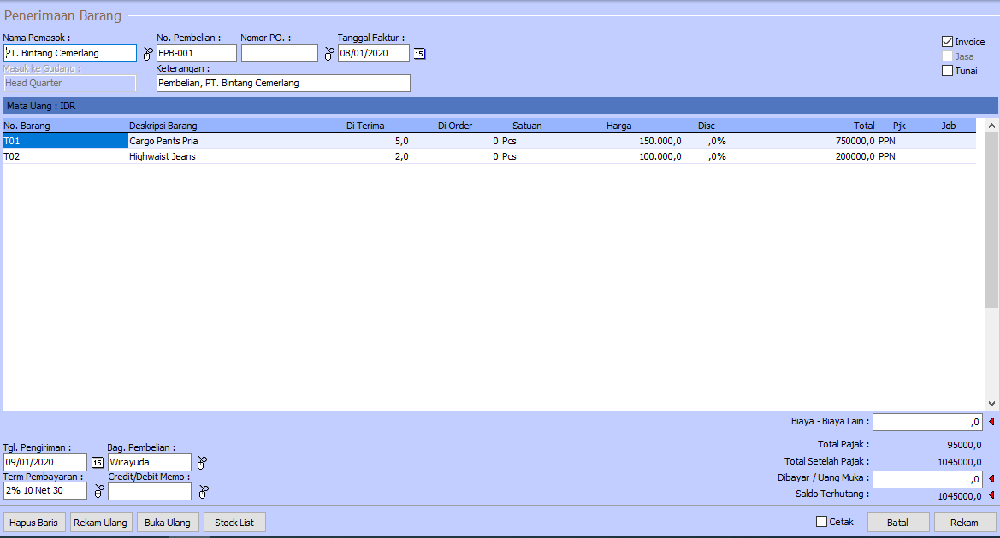 Penerimaan Barang
Nama Pemasok : No. Pembelian : Nomor PO. : Tanggal Faktur :
PT. Bintang Cemerlang FPB-001 08/01/2020 15
Invoice
Jasa
Tunai
Masuk ke Gudang : Keterangan :
Head Quarter Pembelian, PT. Bintang Cemerlang
Mata Uang : IDR
No. Barang Deskripsi Barang Di Terima Di Order Satuan Harga Disc Total Pjk Job
T01 Cargo Pants Pria 5,0 0 Pcs 150.000,0 ,0% 750000,0 PPN
T02 Highwaist Jeans 2,0 0 Pcs 100.000,0 ,0% 200000,0 PPN
Biaya - Biaya Lain : ,0
Total Pajak : 95000,0
Total Setelah Pajak : 1045000,0
Dibayar / Uang Muka : ,0
Saldo Terhutang : 1045000,0
Tgl. Pengiriman : Bag. Pembelian :
09/01/2020 15 Wirayuda
Term Pembayaran : Credit/Debit Memo :
2% 10 Net 30
Hapus Baris Rekam Ulang Buka Ulang Stock List Cetak Batal Rekam